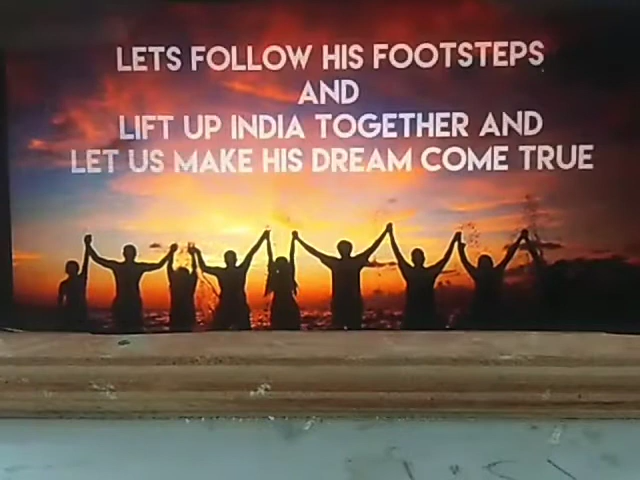 LETS FOLLOW HIS FOOTSTEPS
AND
LIFT UP INDIA TOGETHER AND
LET US MAKE HIS DREAM COME TRUE